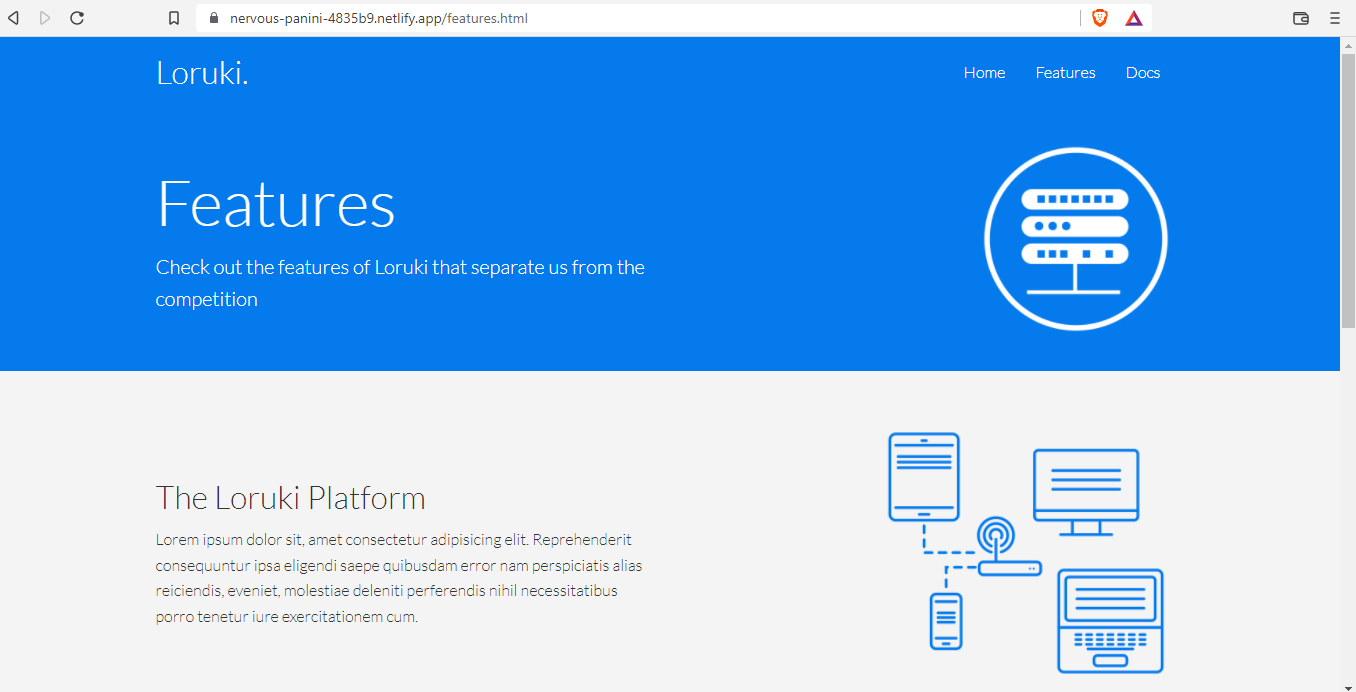 nervous-panini-4835b9.netlify.app/features.html
Loruki.
Home Features Docs
Features
Check out the features of Loruki that separate us from the
competition
The Loruki Platform
Lorem ipsum dolor sit, amet consectetur adipisicing elit. Reprehenderit
consequuntur ipsa eligendi saepe quibusdam error nam perspiciatis alias
reiciendis, eveniet, molestiae deleniti perferendis nihil necessitatibus
porro tenetur iure exercitationem cum.